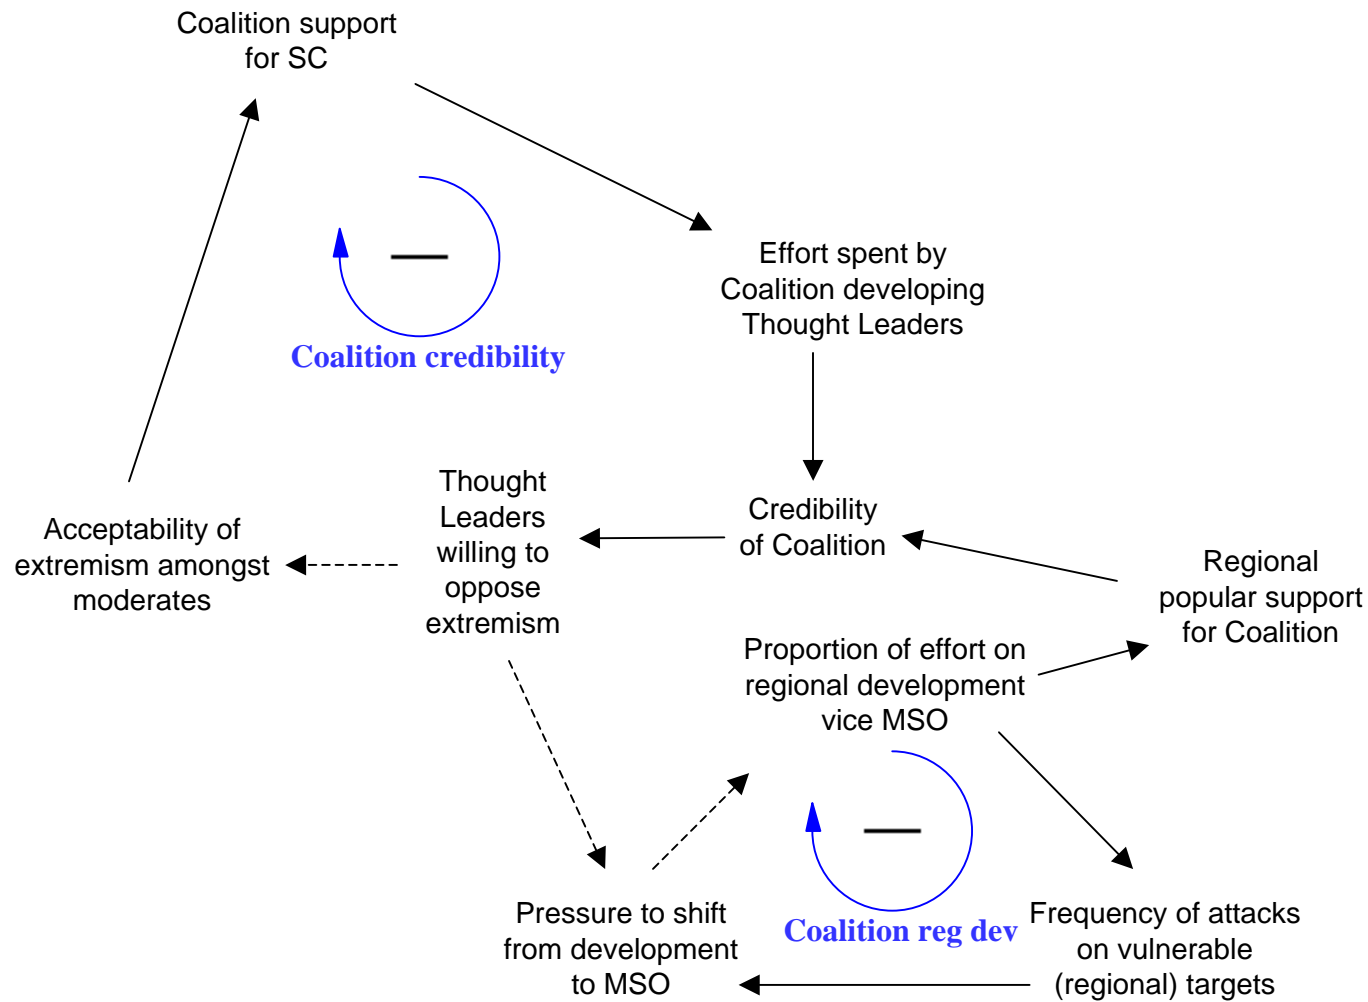 Coalition support
for SC
Effort spent by
Coalition developing
Thought Leaders
Coalition credibility
Thought
Leaders
willing to
oppose
extremism
Credibility
of Coalition
Acceptability of
extremism amongst
moderates
Regional
popular support
for Coalition
Proportion of effort on
regional development
vice MSO
Pressure to shift
from development
to MSO
Coalition reg dev
Frequency of attacks
on vulnerable
(regional) targets